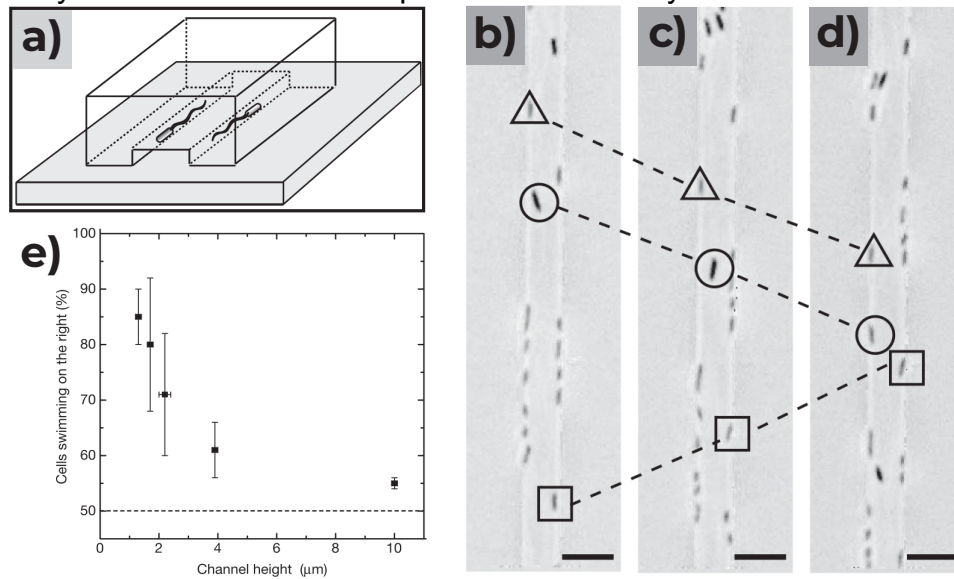 a)
b)
c)
d)
e)
100
90
80
70
60
50
Cells swimming on the right (%)
0 2 4 6 8 10
Channel height (μm)